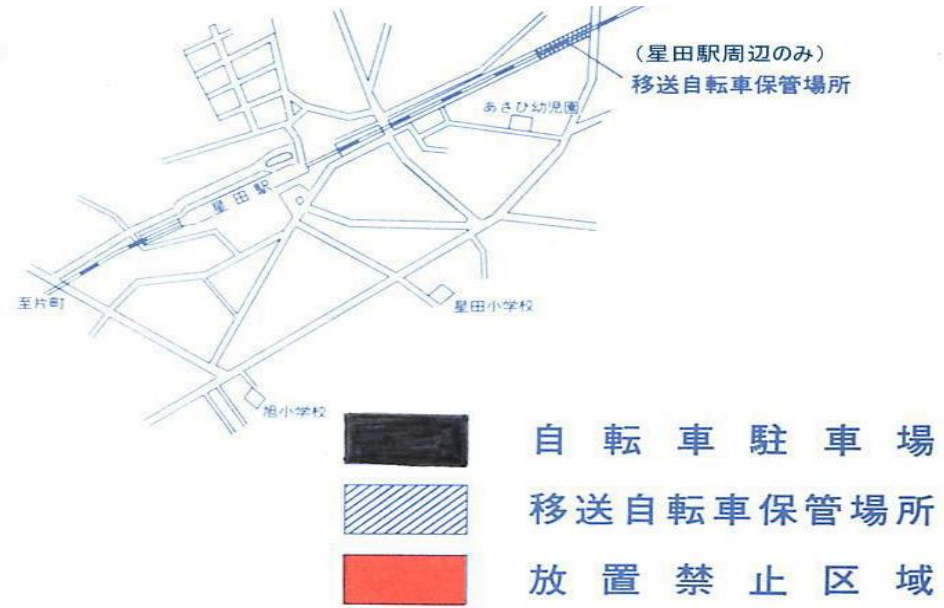 （星田駅周辺のみ）
移送自転車保管場所
あさひ幼児園
星田駅
至片町
星田小学校
旭小学校
自転車駐車場
移送自転車保管場所
放置禁止区域